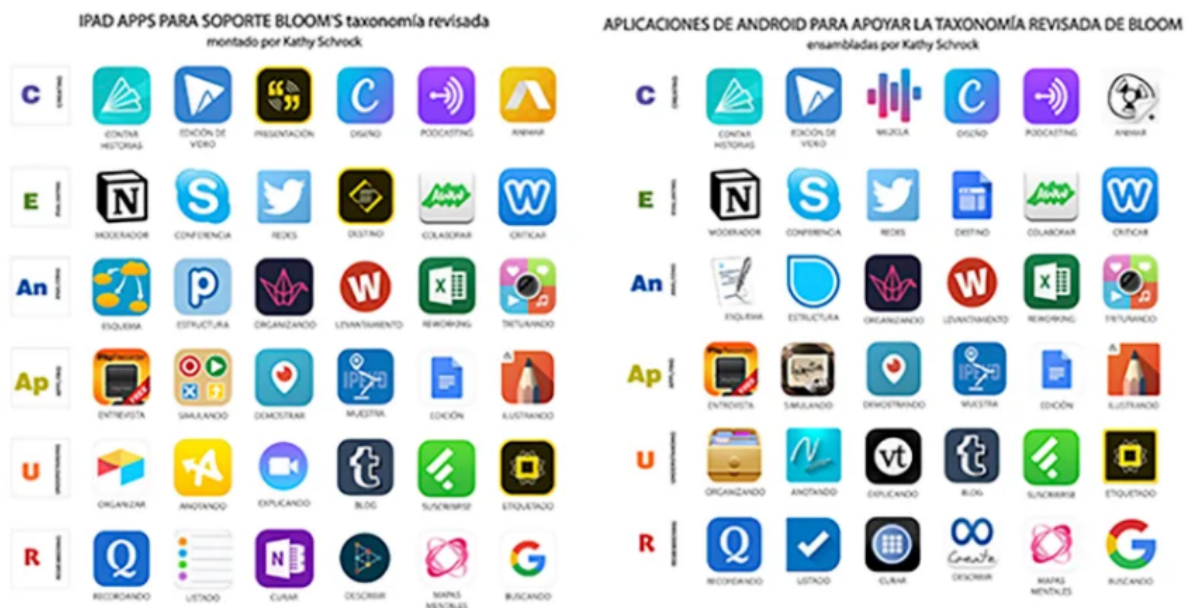 IPAD APPS PARA SOPORTE BLOOM'S taxonomía revisada
montado por Kathy Schrock
C
CONTAR HISTORIAS
EDICIÓN DE VIDEO
PRESENTACIÓN
DISEÑO
PODCASTING
ANIMAR
E
MODERADOR
CONFERENCIA
REDES
DESTINO
COLABORAR
CRITICAR
An
ESQUEMA
ESTRUCTURA
ORGANIZANDO
LEVANTAMIENTO
REWORKING
TRITURANDO
Ap
ENTREVISTA
SIMULANDO
DEMOSTRAR
MUESTRA
EDICIÓN
ILUSTRANDO
U
ORGANIZAR
ANOTANDO
EXPLICANDO
BLOG
SUSCRIBIRSE
ETIQUETADO
R
RECORDANDO
LISTADO
CURAR
DESCRIBIR
MAPAS MENTALES
BUSCANDO
APLICACIONES DE ANDROID PARA APOYAR LA TAXONOMÍA REVISADA DE BLOOM
ensambladas por Kathy Schrock
C
CONTAR HISTORIAS
EDICIÓN DE VIDEO
MEZCLA
DISEÑO
PODCASTING
ANIMAR
E
MODERADOR
CONFERENCIA
REDES
DESTINO
COLABORAR
CRITICAR
An
ESQUEMA
ESTRUCTURA
ORGANIZANDO
LEVANTAMIENTO
REWORKING
TRITURANDO
Ap
ENTREVISTA
SIMULANDO
DEMOSTRANDO
MUESTRA
EDICIÓN
ILUSTRANDO
U
ORGANIZANDO
ANOTANDO
vt
EXPLICANDO
BLOG
SUSCRIBIRSE
ETIQUETADO
R
RECORDANDO
LISTADO
CURAR
Create
DESCRIBIR
MAPAS MENTALES
BUSCANDO